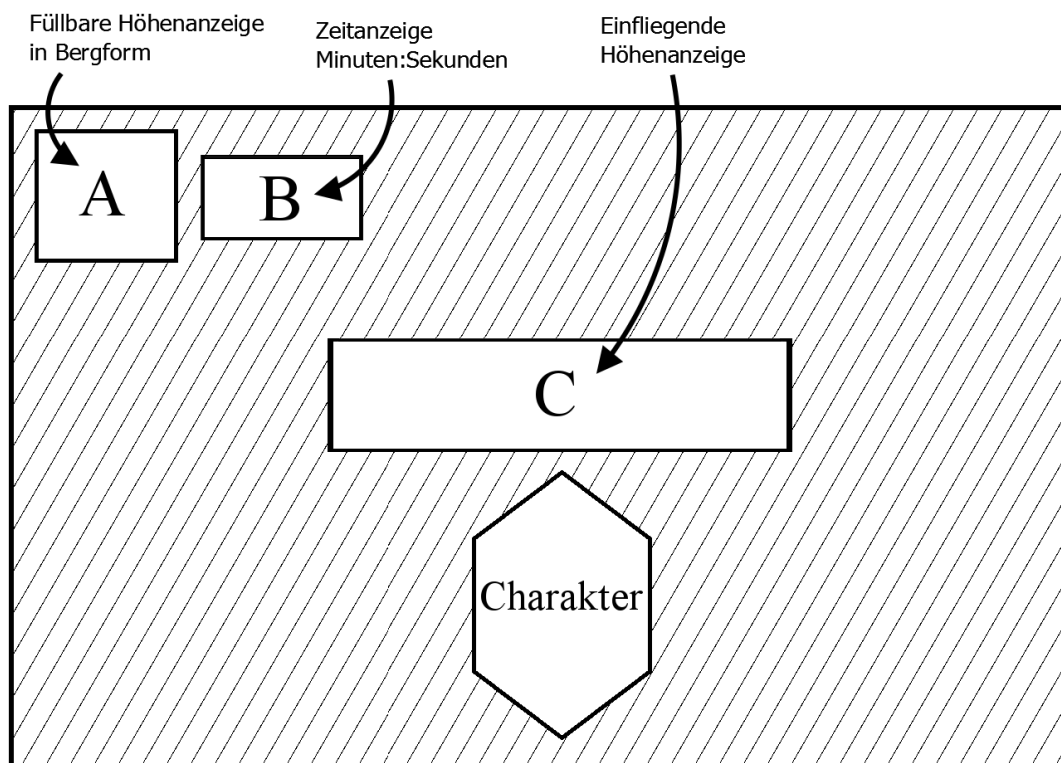 Füllbare Höhenanzeige
in Bergform
Zeitanzeige
Minuten:Sekunden
Einfliegende
Höhenanzeige
A
B
C
Charakter